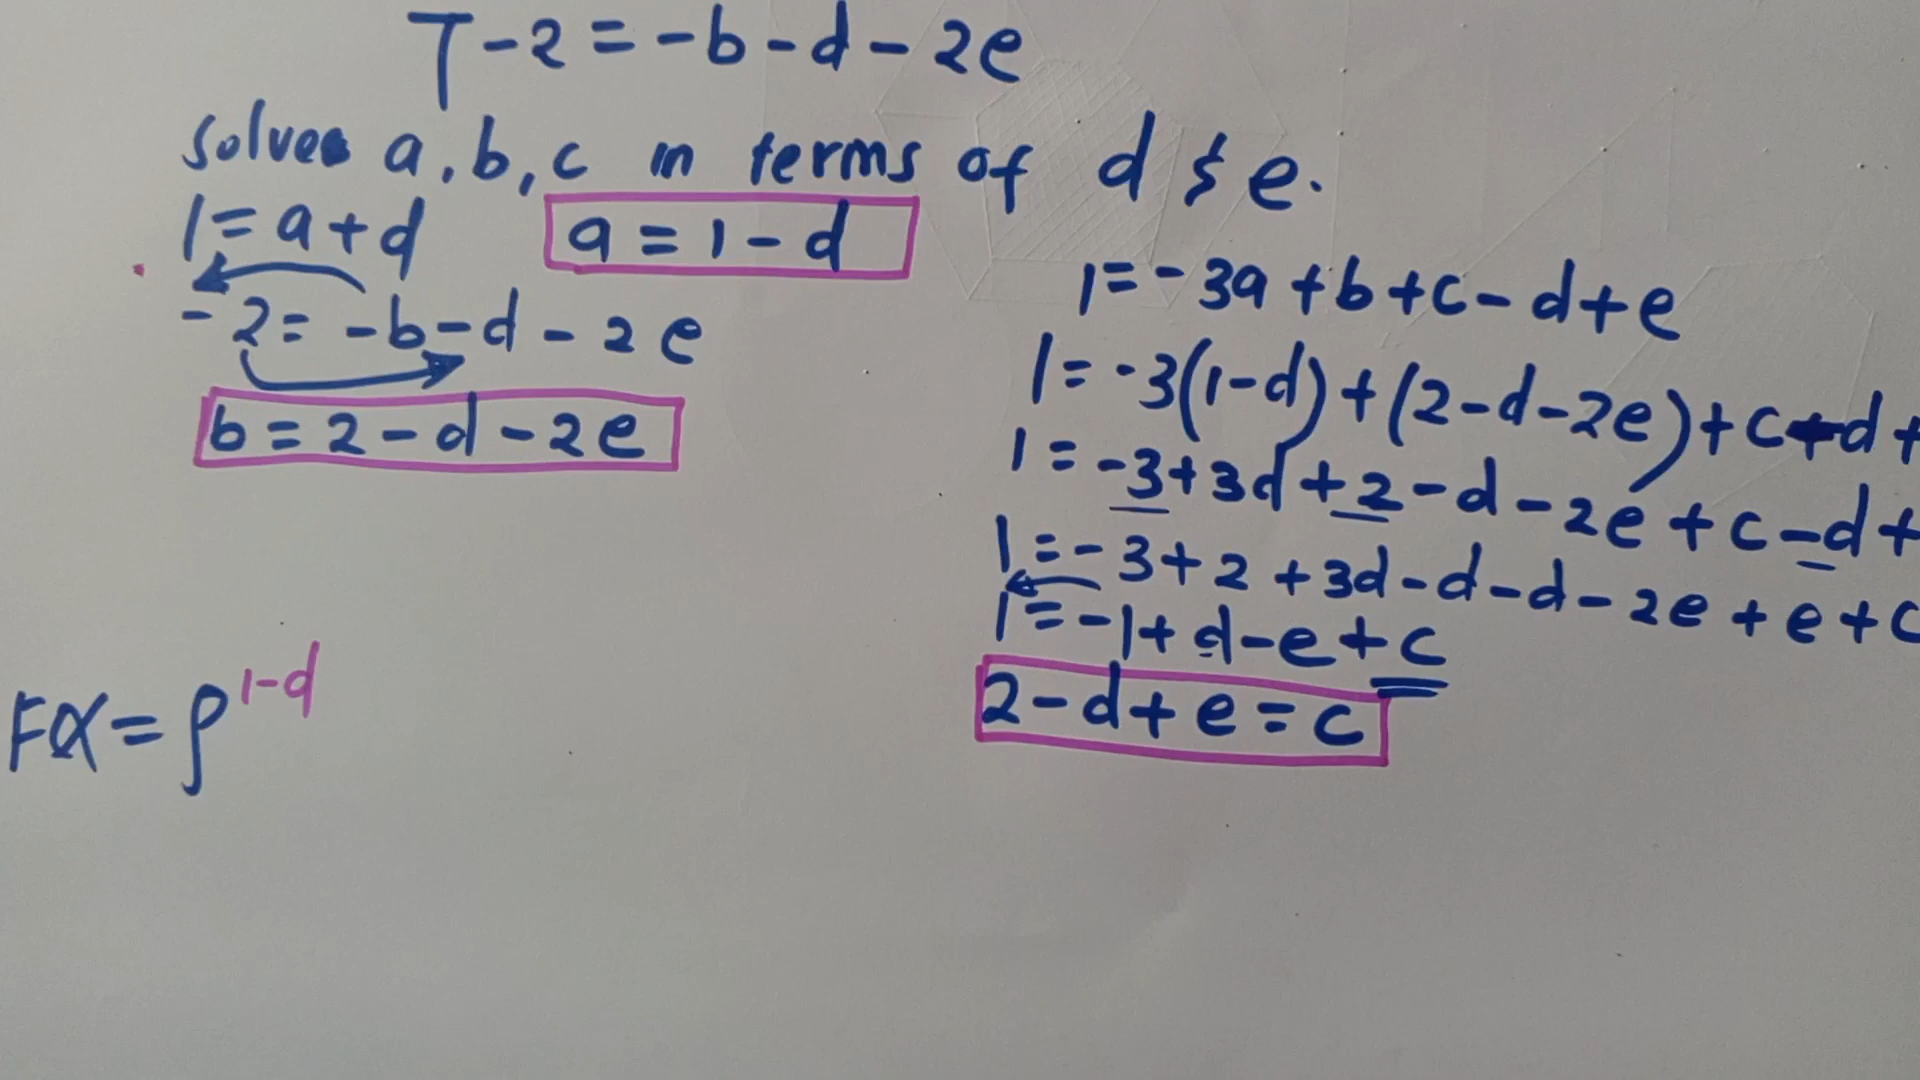 T -2 = -b - d - 2e
Solve a, b, c in terms of d & e.
1 = a + d
a = 1 - d
-2 = -b - d - 2e
b = 2 - d - 2e
1 = -3a + b + c - d + e
1 = -3(1-d) + (2-d-2e) + c - d +
1 = -3 + 3d + 2 - d - 2e + c - d +
1 = -3 + 2 + 3d - d - d - 2e + e + c
1 = -1 + d - e + c
2 - d + e = c
Fα = ρ^{1-d}